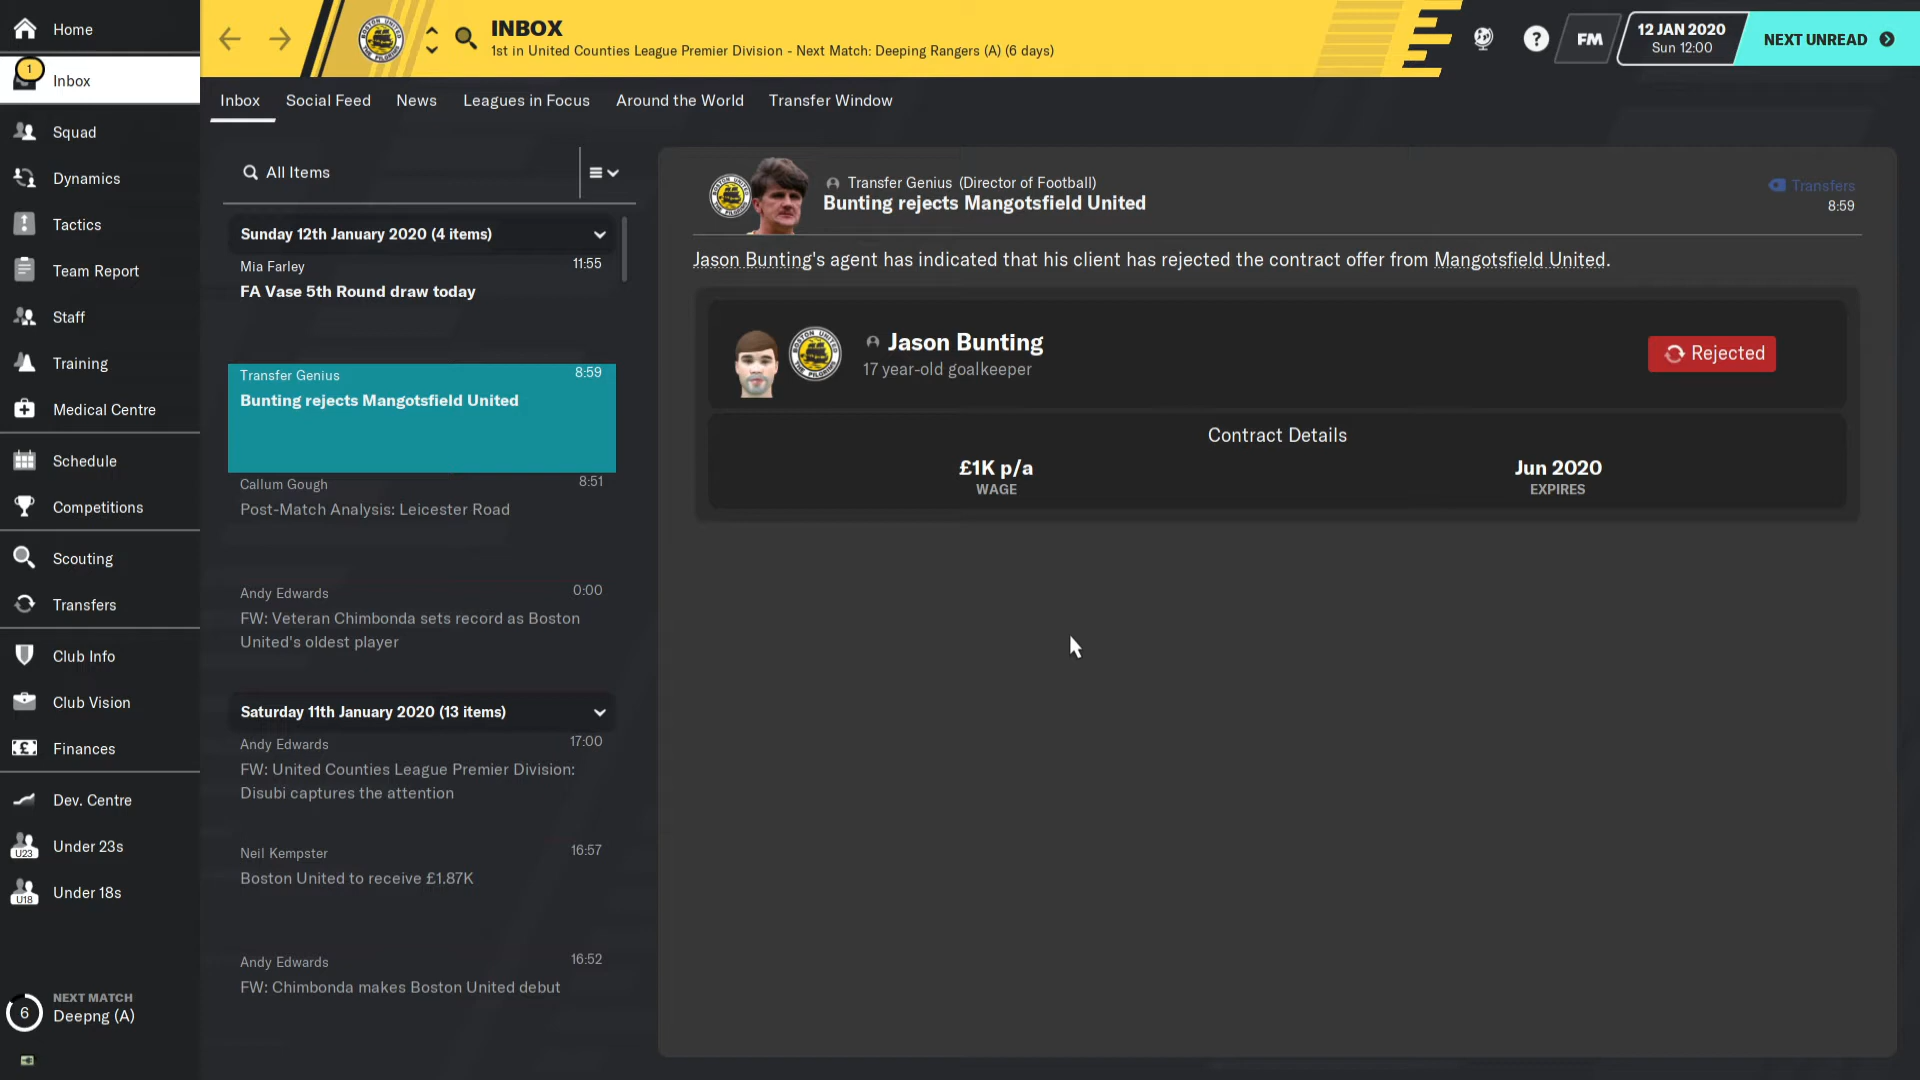 Home
Inbox
1
Squad
Dynamics
Tactics
Team Report
Staff
Training
Medical Centre
Schedule
Competitions
Scouting
Transfers
Club Info
Club Vision
Finances
Dev. Centre
U23
Under 23s
U18
Under 18s
6
NEXT MATCH
Deepng (A)
INBOX
1st in United Counties League Premier Division - Next Match: Deeping Rangers (A) (6 days)
?
FM
12 JAN 2020
Sun 12:00
NEXT UNREAD
Inbox
Social Feed
News
Leagues in Focus
Around the World
Transfer Window
All Items
Sunday 12th January 2020 (4 items)
Mia Farley
11:55
FA Vase 5th Round draw today
Transfer Genius
8:59
Bunting rejects Mangotsfield United
Callum Gough
8:51
Post-Match Analysis: Leicester Road
Andy Edwards
0:00
FW: Veteran Chimbonda sets record as Boston
United's oldest player
Saturday 11th January 2020 (13 items)
Andy Edwards
17:00
FW: United Counties League Premier Division:
Disubi captures the attention
Neil Kempster
16:57
Boston United to receive £1.87K
Andy Edwards
16:52
FW: Chimbonda makes Boston United debut
Transfer Genius (Director of Football)
Bunting rejects Mangotsfield United
Transfers
8:59
Jason Bunting's agent has indicated that his client has rejected the contract offer from Mangotsfield United.
Jason Bunting
17 year-old goalkeeper
Rejected
Contract Details
£1K p/a
WAGE
Jun 2020
EXPIRES